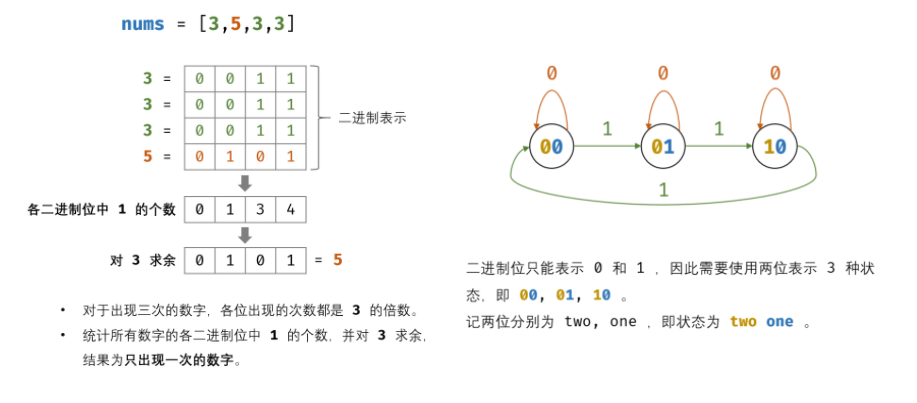 nums = [3,5,3,3]
3 = 0 0 1 1
3 = 0 0 1 1
3 = 0 0 1 1
5 = 0 1 0 1
二进制表示
各二进制位中 1 的个数 0 1 3 4
对 3 求余 0 1 0 1 = 5
• 对于出现三次的数字，各位出现的次数都是 3 的倍数。
• 统计所有数字的各二进制位中 1 的个数，并对 3 求余，
结果为只出现一次的数字。
0 0 0
00 1 01 1 10
1
二进制位只能表示 0 和 1 ，因此需要使用两位表示 3 种状
态，即 00, 01, 10 。
记两位分别为 two, one ，即状态为 two one 。